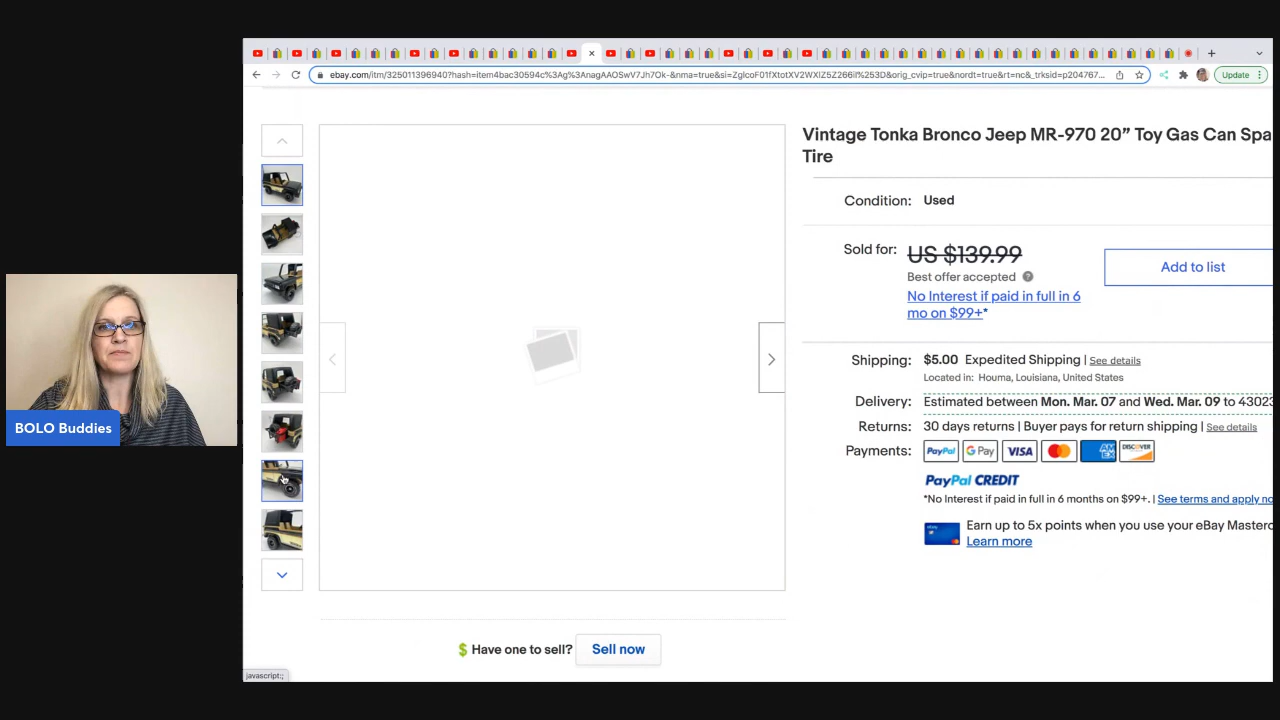 ebay.com/itm/325011396940?hash=item4bac30594c%3Ag%3AnagAAOSwV7Jh7Ok-&nma=true&si=ZglcoF01fXtotXV2WXIZ5Z266iI%253D&orig_cvip=true&nordt=true&rt=nc&_trksid=p204767...
Update
Vintage Tonka Bronco Jeep MR-970 20” Toy Gas Can Spa
Tire
Condition: Used
Sold for: US $139.99
Best offer accepted
No Interest if paid in full in 6
mo on $99+*
Add to list
Shipping: $5.00 Expedited Shipping | See details
Located in: Houma, Louisiana, United States
Delivery: Estimated between Mon. Mar. 07 and Wed. Mar. 09 to 43023
Returns: 30 days returns | Buyer pays for return shipping | See details
Payments: PayPal G Pay VISA AM EX DISCOVER
PayPal CREDIT
*No Interest if paid in full in 6 months on $99+. | See terms and apply no
Earn up to 5x points when you use your eBay Masterc
Learn more
$ Have one to sell? Sell now
javascript:;
BOLO Buddies